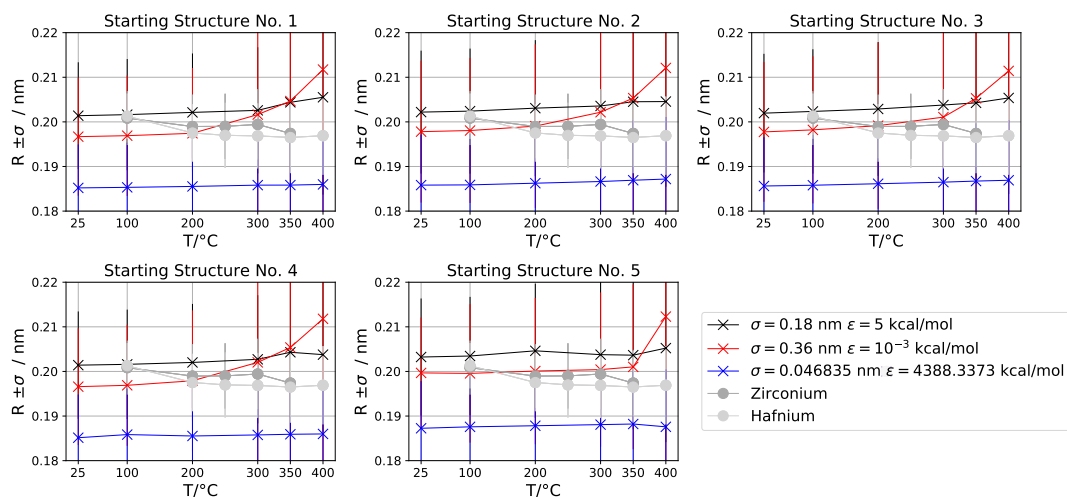 Starting Structure No. 1
Starting Structure No. 2
Starting Structure No. 3
0.22
0.21
0.20
0.19
0.18
R ±σ / nm
25 100 200 300 350 400
T/°C
0.22
0.21
0.20
0.19
0.18
R ±σ / nm
25 100 200 300 350 400
T/°C
0.22
0.21
0.20
0.19
0.18
R ±σ / nm
25 100 200 300 350 400
T/°C
Starting Structure No. 4
Starting Structure No. 5
0.22
0.21
0.20
0.19
0.18
R ±σ / nm
25 100 200 300 350 400
T/°C
0.22
0.21
0.20
0.19
0.18
R ±σ / nm
25 100 200 300 350 400
T/°C
σ = 0.18 nm ε = 5 kcal/mol
σ = 0.36 nm ε = 10⁻³ kcal/mol
σ = 0.046835 nm ε = 4388.3373 kcal/mol
Zirconium
Hafnium